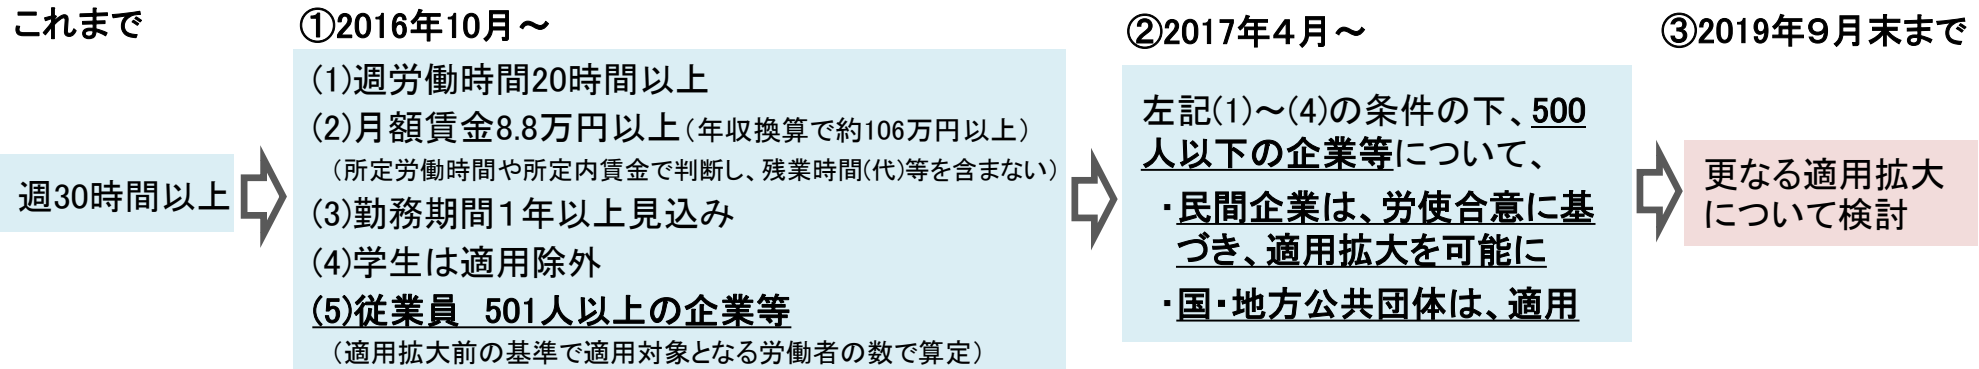 これまで
週30時間以上
①2016年10月～
(1)週労働時間20時間以上
(2)月額賃金8.8万円以上（年収換算で約106万円以上）
（所定労働時間や所定内賃金で判断し、残業時間(代)等を含まない）
(3)勤務期間１年以上見込み
(4)学生は適用除外
(5)従業員　501人以上の企業等
（適用拡大前の基準で適用対象となる労働者の数で算定）
②2017年４月～
左記(1)～(4)の条件の下、500
人以下の企業等について、
・民間企業は、労使合意に基
づき、適用拡大を可能に
・国・地方公共団体は、適用
③2019年９月末まで
更なる適用拡大
について検討